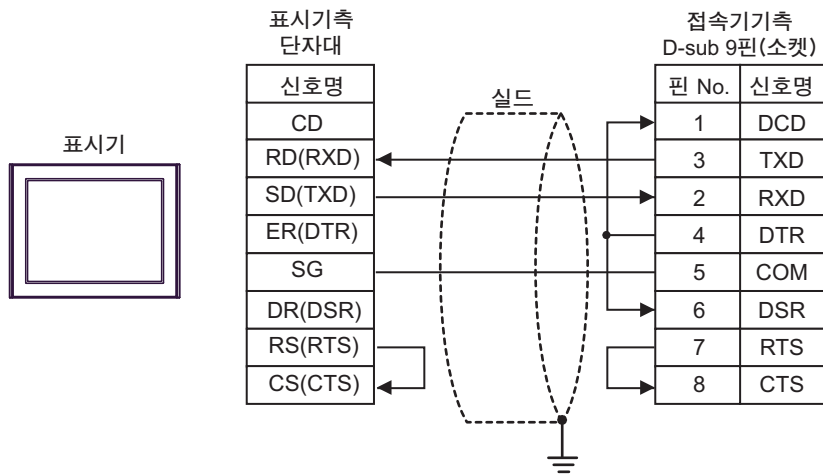 표시기측
단자대
접속기기측
D-sub 9핀(소켓)
표시기
실드
신호명
CD
RD(RXD)
SD(TXD)
ER(DTR)
SG
DR(DSR)
RS(RTS)
CS(CTS)
핀 No. 신호명
1 DCD
3 TXD
2 RXD
4 DTR
5 COM
6 DSR
7 RTS
8 CTS